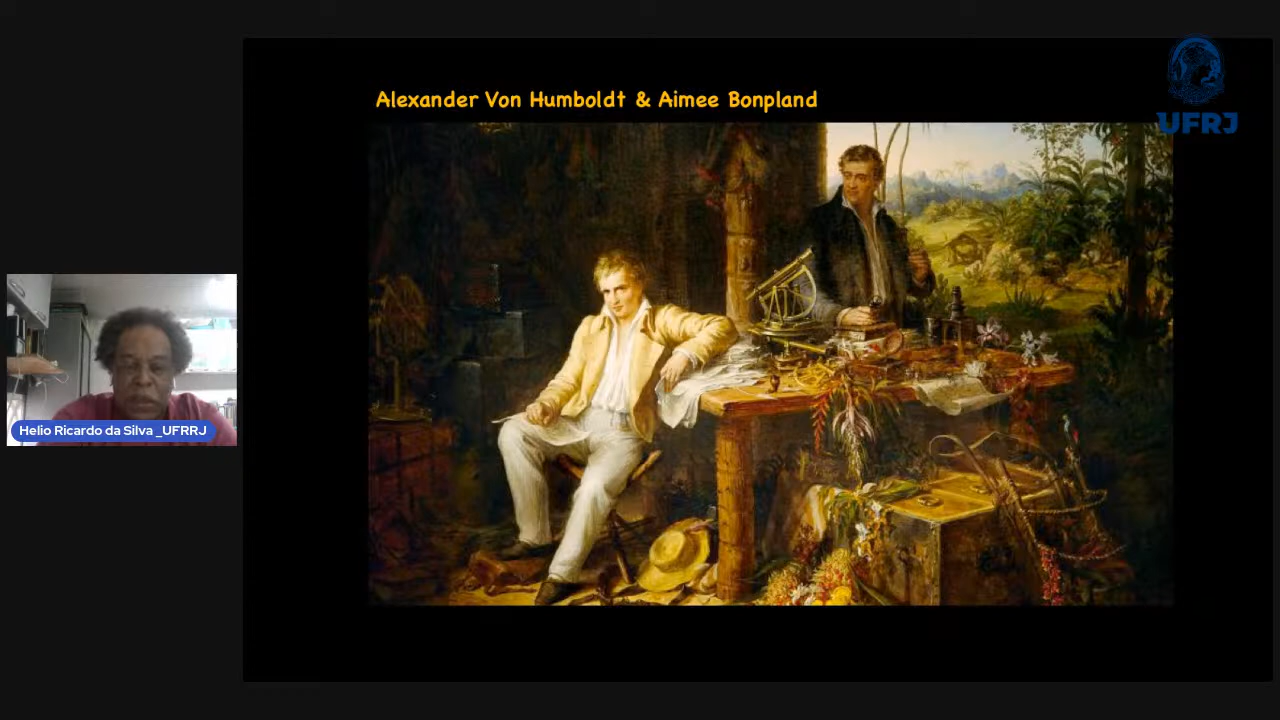 Alexander Von Humboldt & Aimee Bonpland
UFRJ
Helio Ricardo da Silva _UFRRJ